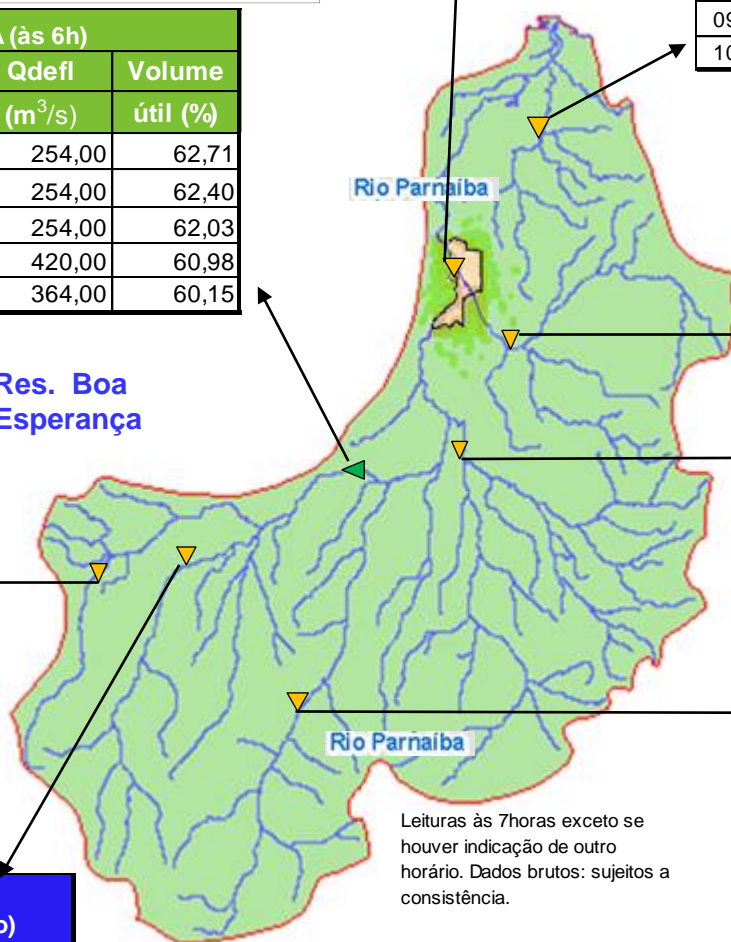 09
10
(às 6h)
Qdefl Volume
(m³/s) útil (%)
254,00 62,71
254,00 62,40
254,00 62,03
420,00 60,98
364,00 60,15
Rio Parnaíba
Res. Boa
Esperança
Rio Parnaíba
Leituras às 7horas exceto se
houver indicação de outro
horário. Dados brutos: sujeitos a
consistência.